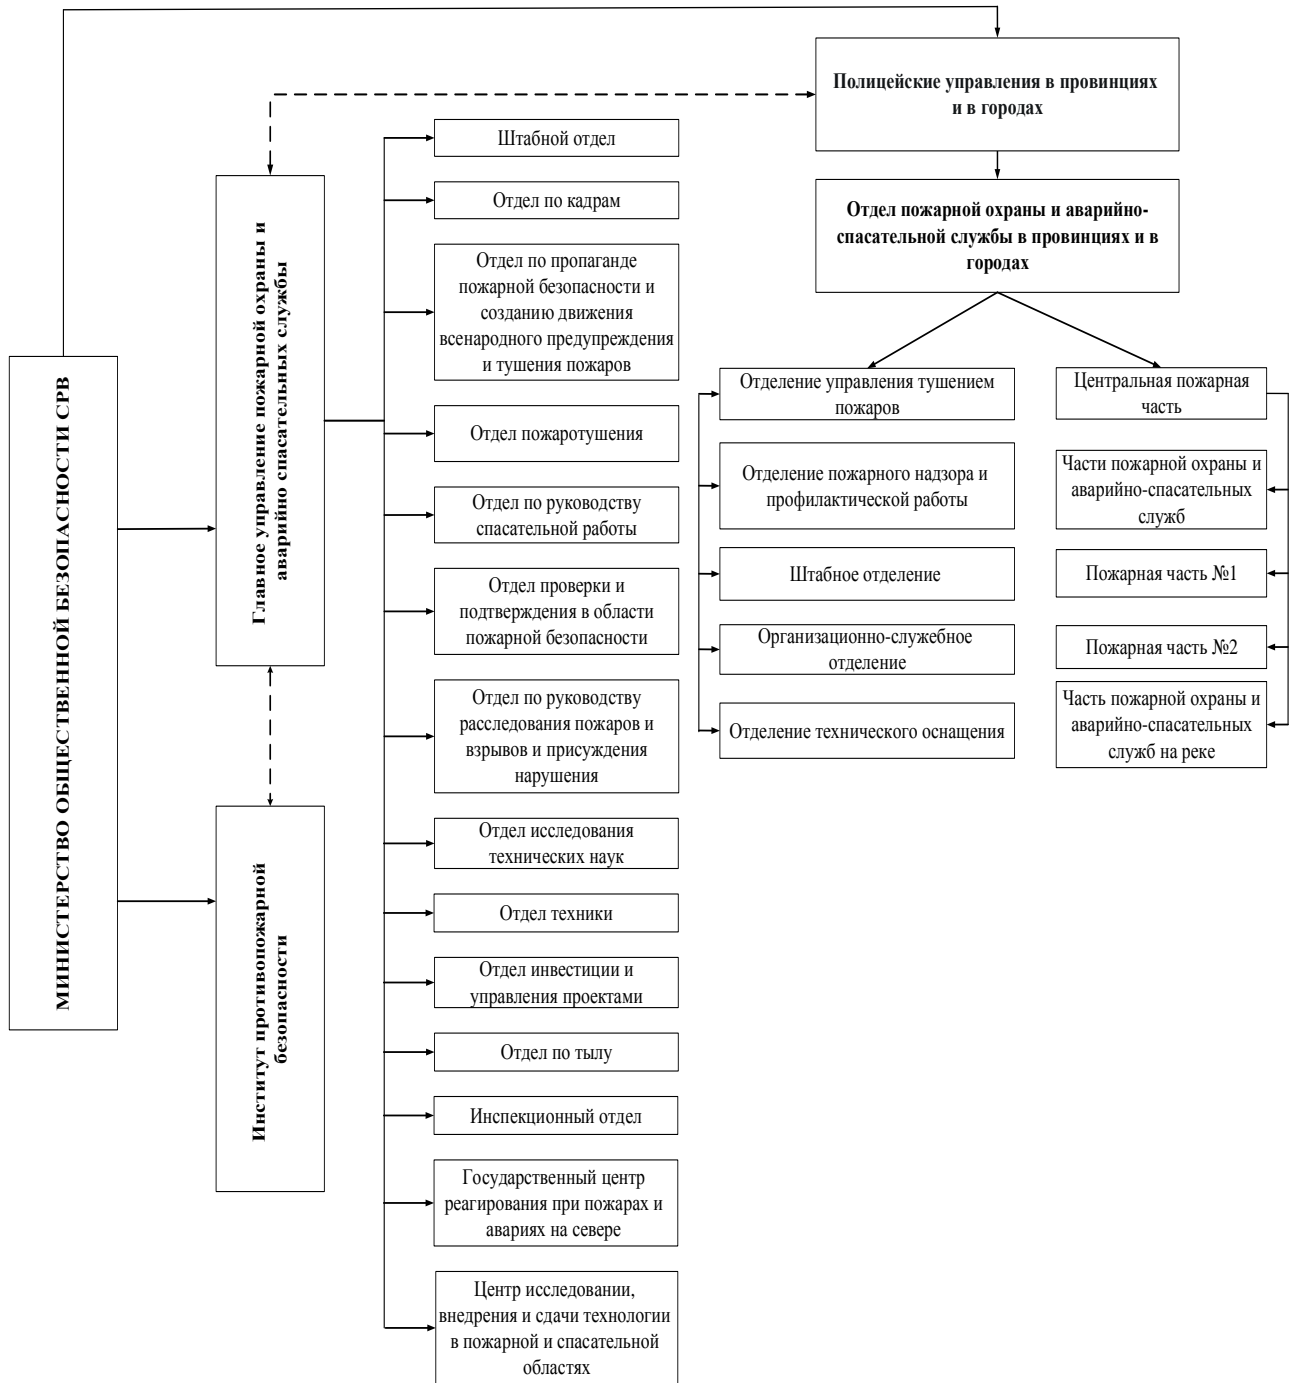 МИНИСТЕРСТВО ОБЩЕСТВЕННОЙ БЕЗОПАСНОСТИ СРВ
Главное управление пожарной охраны и
аварийно спасательных службы
Институт противопожарной
безопасности
Штабной отдел
Отдел по кадрам
Отдел по пропаганде
пожарной безопасности и
созданию движения
всенародного предупреждения
и тушения пожаров
Отдел пожаротушения
Отдел по руководству
спасательной работы
Отдел проверки и
подтверждения в области
пожарной безопасности
Отдел по руководству
расследования пожаров и
взрывов и присуждения
нарушения
Отдел исследования
технических наук
Отдел техники
Отдел инвестиции и
управления проектами
Отдел по тылу
Инспекционный отдел
Государственный центр
реагирования при пожарах и
авариях на севере
Центр исследовании,
внедрения и сдачи технологии
в пожарной и спасательной
областях
Полицейские управления в провинциях
и в городах
Отдел пожарной охраны и аварийно-
спасательной службы в провинциях и в
городах
Отделение управления тушением
пожаров
Отделение пожарного надзора и
профилактической работы
Штабное отделение
Организационно-служебное
отделение
Отделение технического оснащения
Центральная пожарная
часть
Части пожарной охраны и
аварийно-спасательных
служб
Пожарная часть №1
Пожарная часть №2
Часть пожарной охраны и
аварийно-спасательных
служб на реке